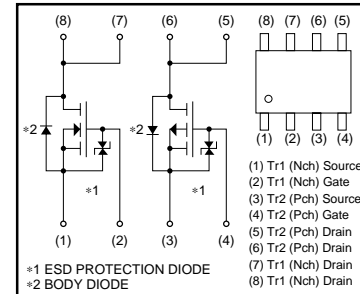 (8) (7) (6) (5)
∗2 ∗2
∗1 ∗1
(1) (2) (3) (4)
∗1 ESD PROTECTION DIODE
∗2 BODY DIODE
(8) (7) (6) (5)
(1) (2) (3) (4)
(1) Tr1 (Nch) Source
(2) Tr1 (Nch) Gate
(3) Tr2 (Pch) Source
(4) Tr2 (Pch) Gate
(5) Tr2 (Pch) Drain
(6) Tr2 (Pch) Drain
(7) Tr1 (Nch) Drain
(8) Tr1 (Nch) Drain